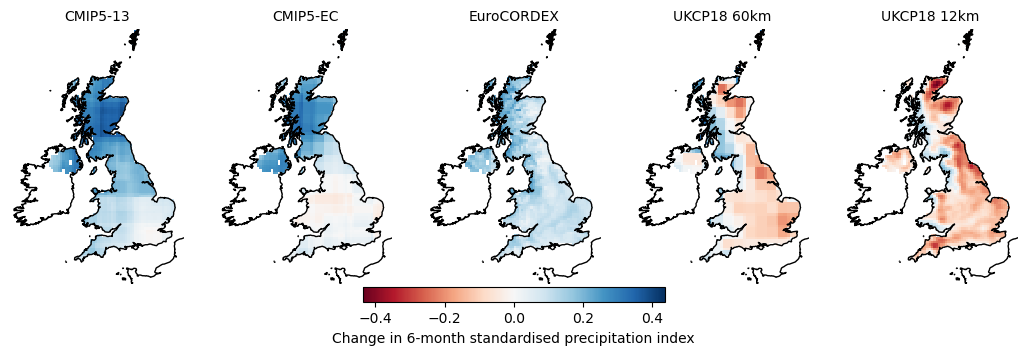 CMIP5-13
CMIP5-EC
EuroCORDEX
UKCP18 60km
UKCP18 12km
−0.4
−0.2
0.0
0.2
0.4
Change in 6-month standardised precipitation index